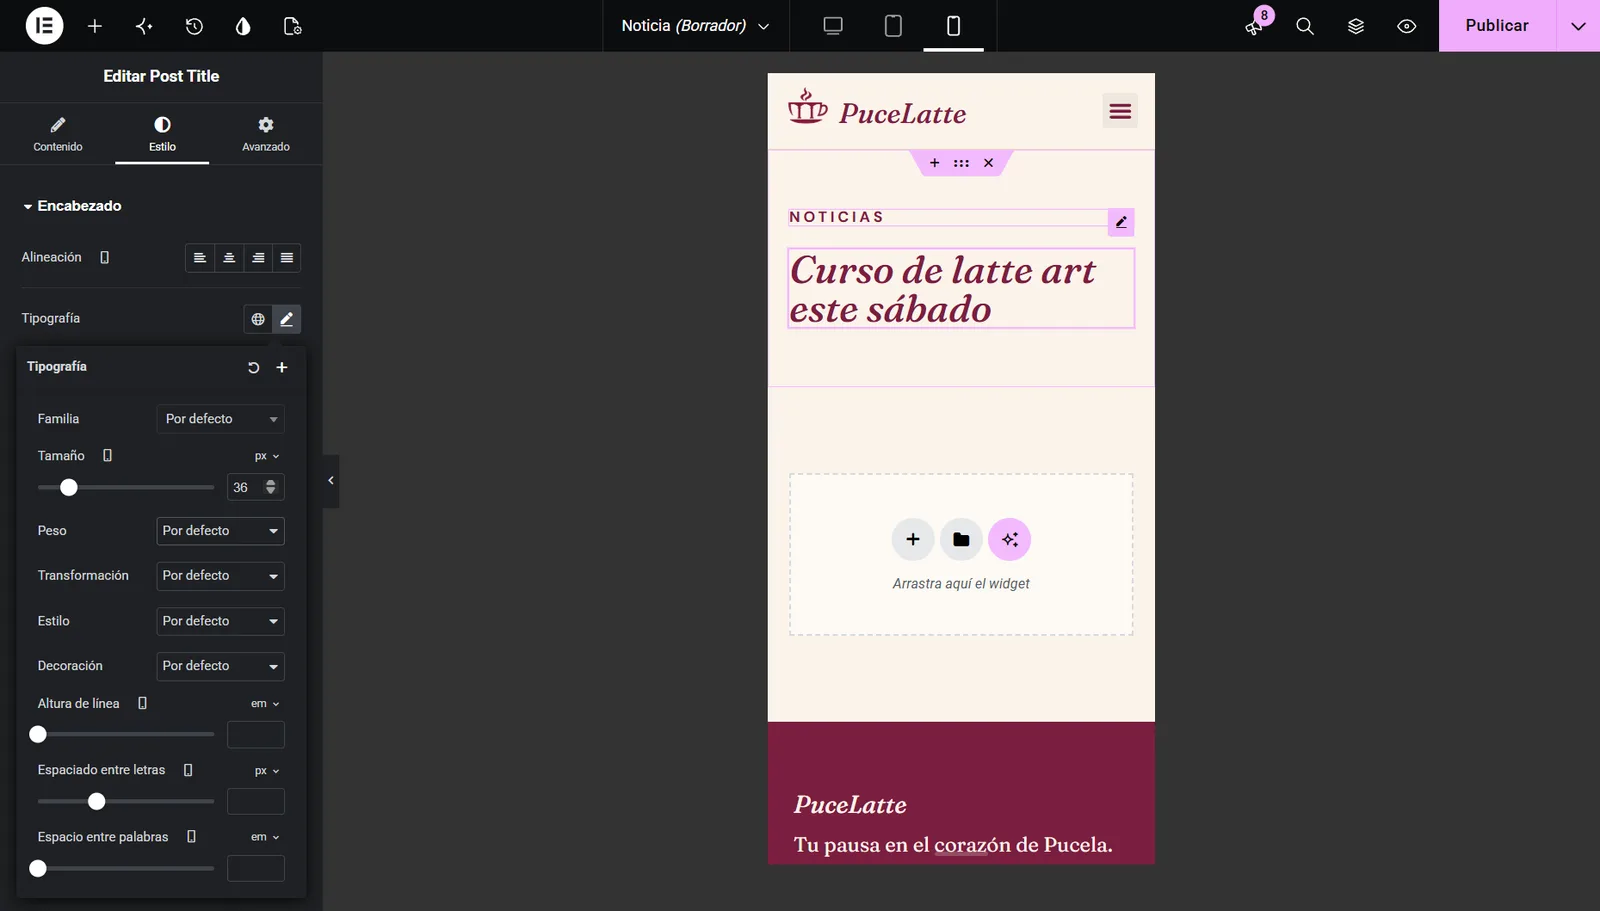 Noticia (Borrador)
8
Publicar
Editar Post Title
Contenido
Estilo
Avanzado
Encabezado
Alineación
Tipografía
Tipografía
Familia
Por defecto
Tamaño
px
36
Peso
Por defecto
Transformación
Por defecto
Estilo
Por defecto
Decoración
Por defecto
Altura de línea
em
Espaciado entre letras
px
Espacio entre palabras
em
PuceLatte
NOTICIAS
Curso de latte art
este sábado
Arrastra aquí el widget
PuceLatte
Tu pausa en el corazón de Pucela.